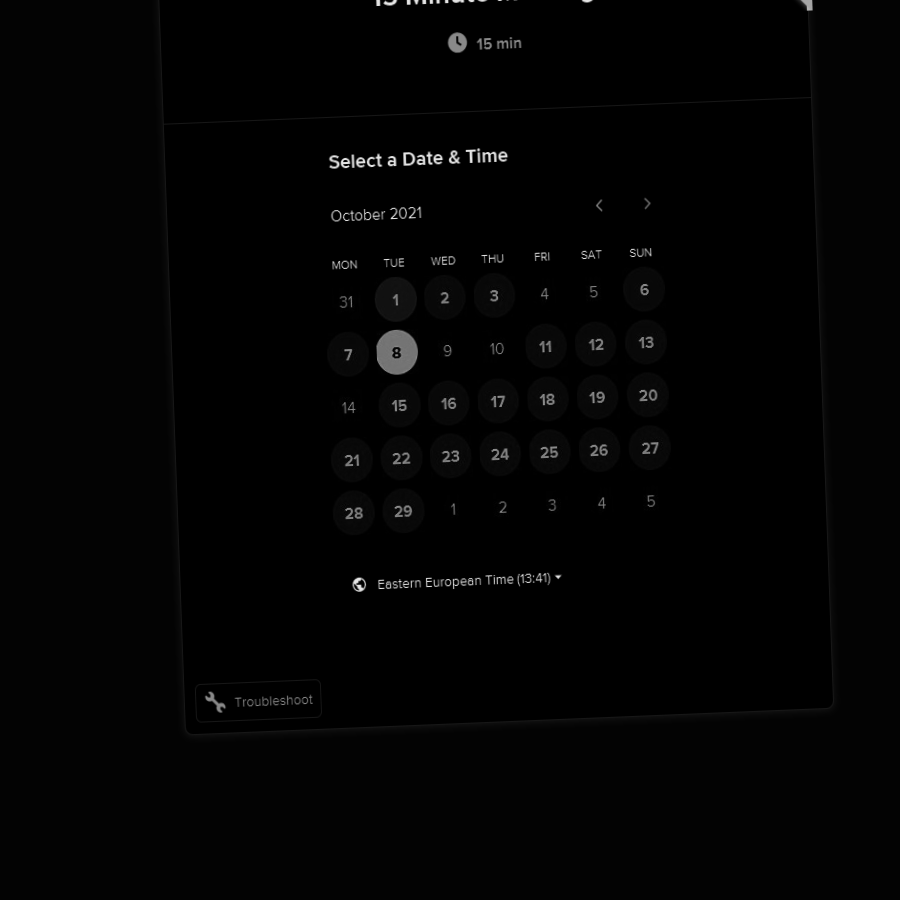 15 min
Select a Date & Time
October 2021
MON TUE WED THU FRI SAT SUN
31 1 2 3 4 5 6
7 8 9 10 11 12 13
14 15 16 17 18 19 20
21 22 23 24 25 26 27
28 29 1 2 3 4 5
Eastern European Time (13:41)
Troubleshoot